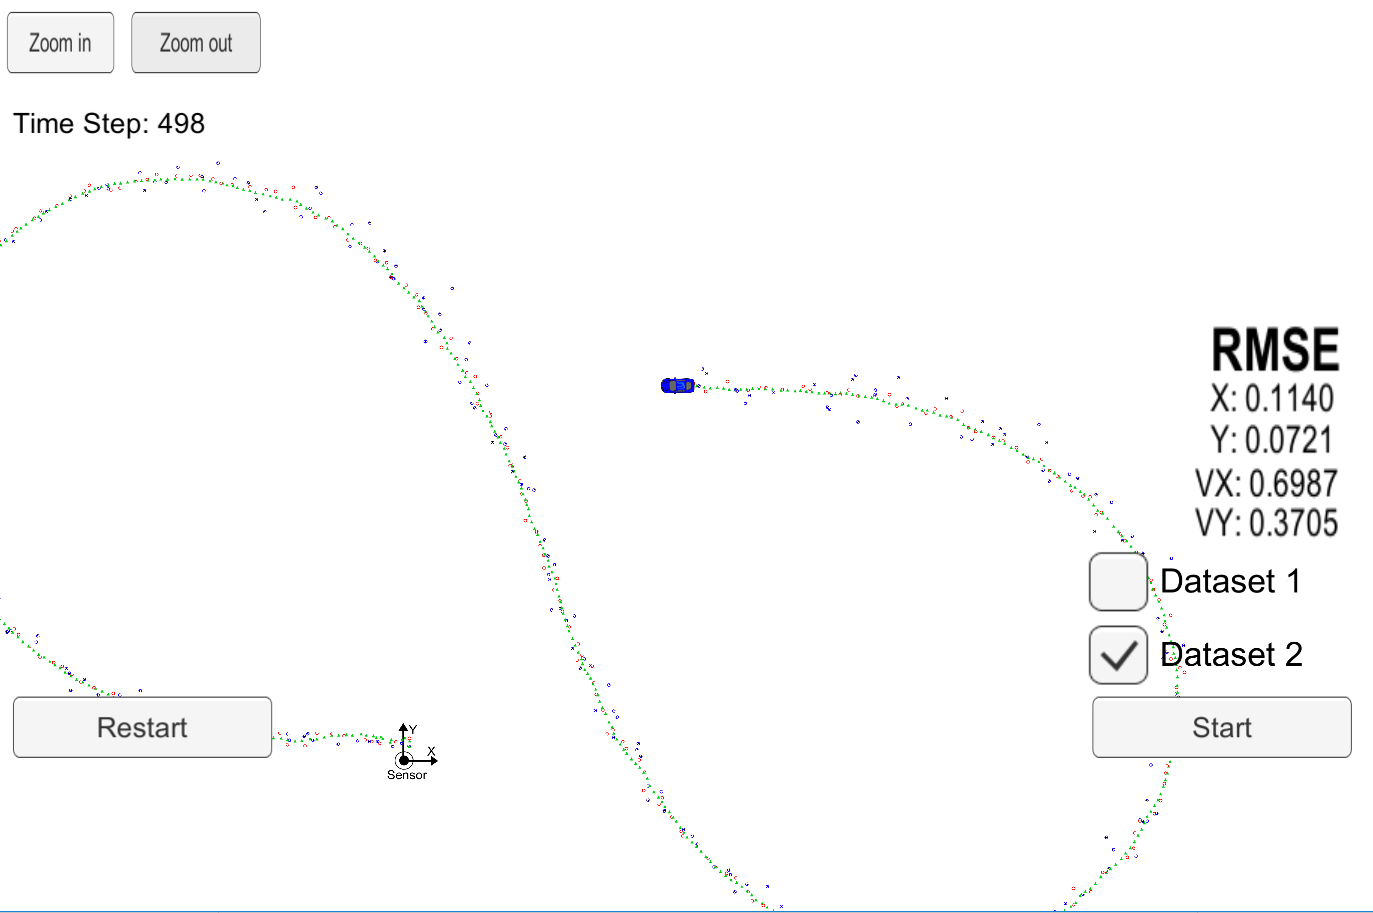 Zoom in
Zoom out
Time Step: 498
RMSE
X: 0.1140
Y: 0.0721
VX: 0.6987
VY: 0.3705
Dataset 1
Dataset 2
Restart
Start
Y
X
Sensor